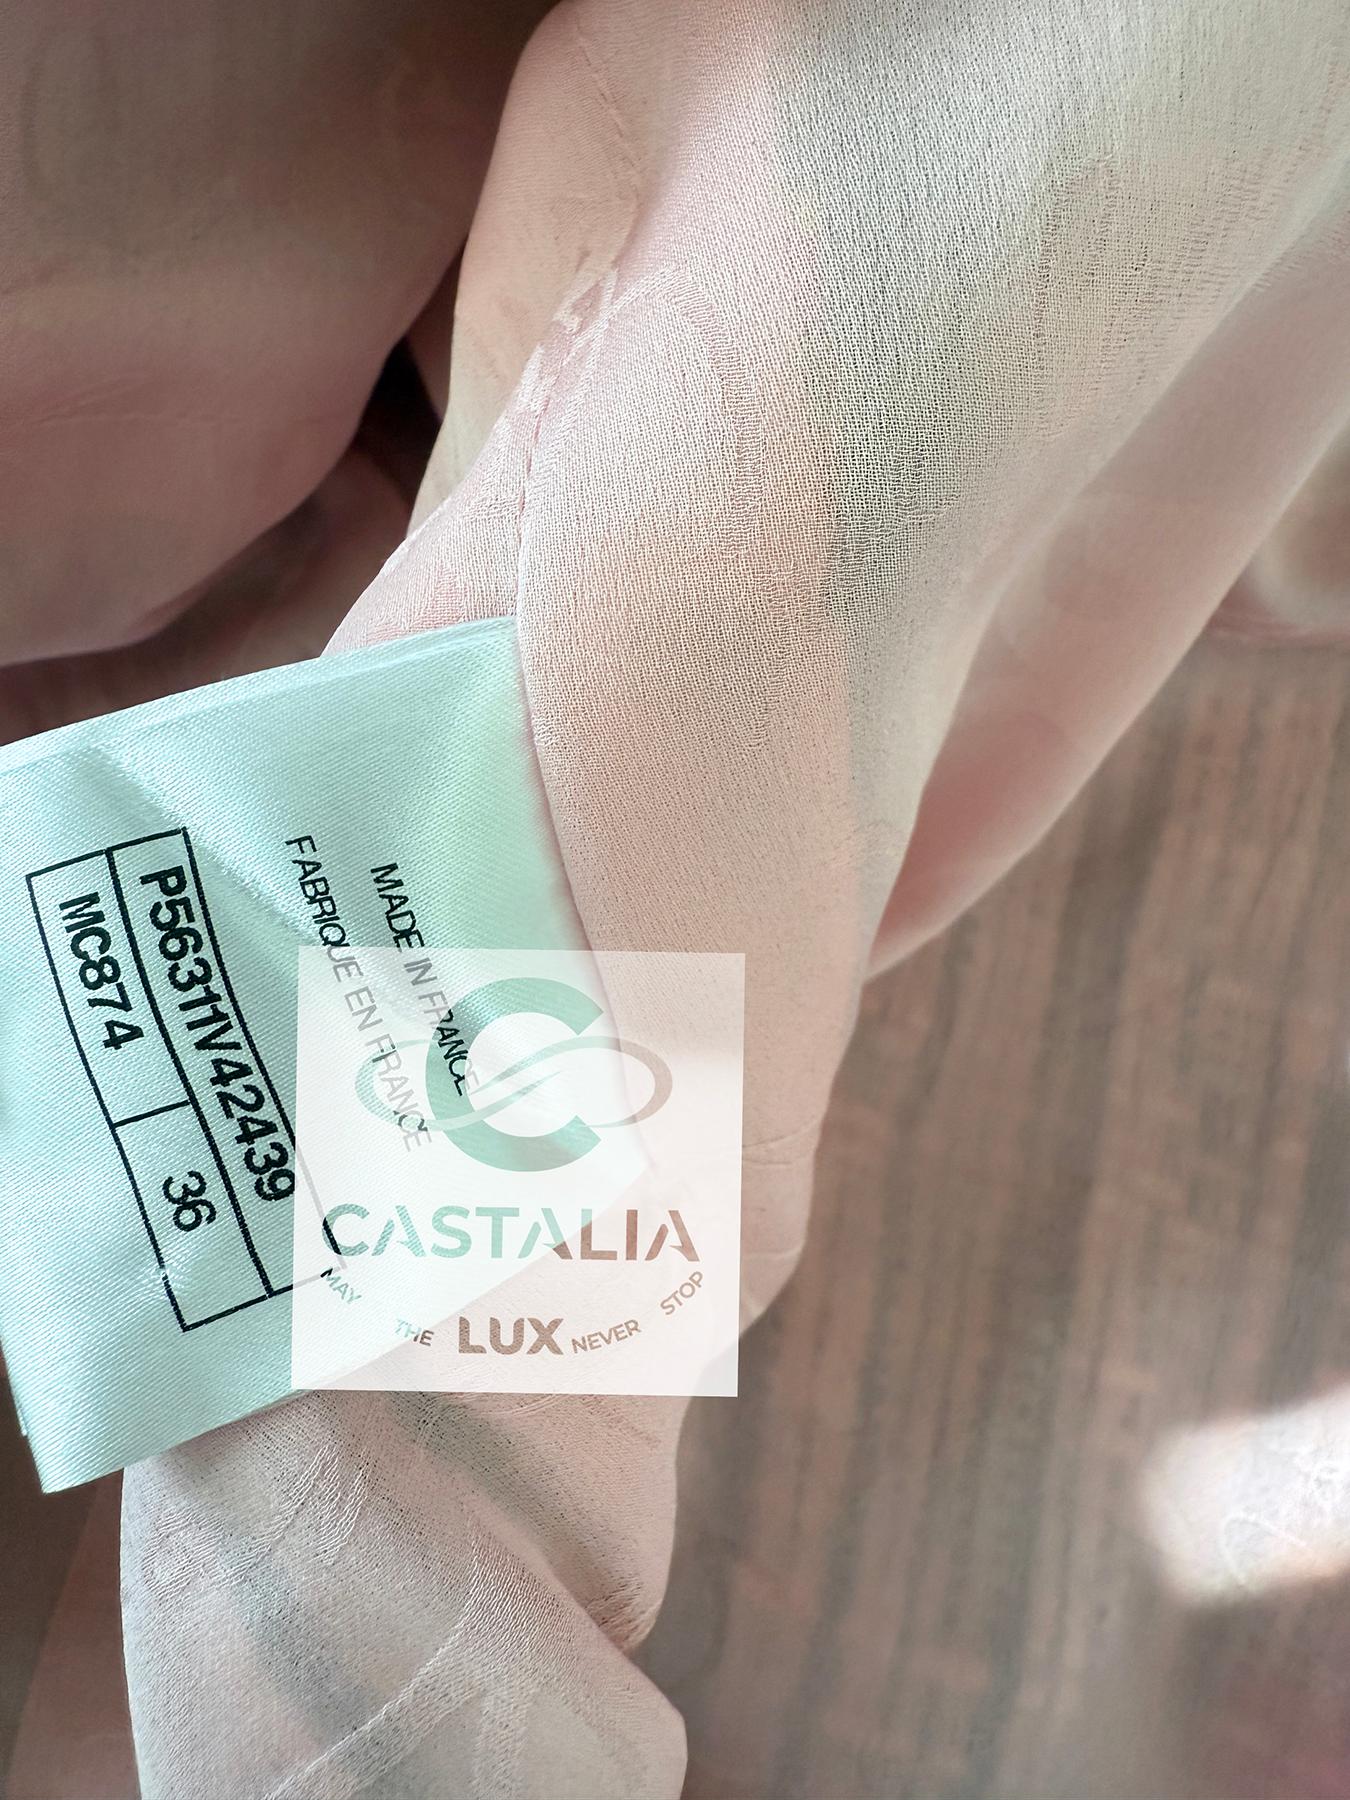 MADE IN FRANCE
FABRIQUE EN FRANCE
P56311V42439
MC874 36
C
CASTALIA
MAY THE LUX NEVER STOP